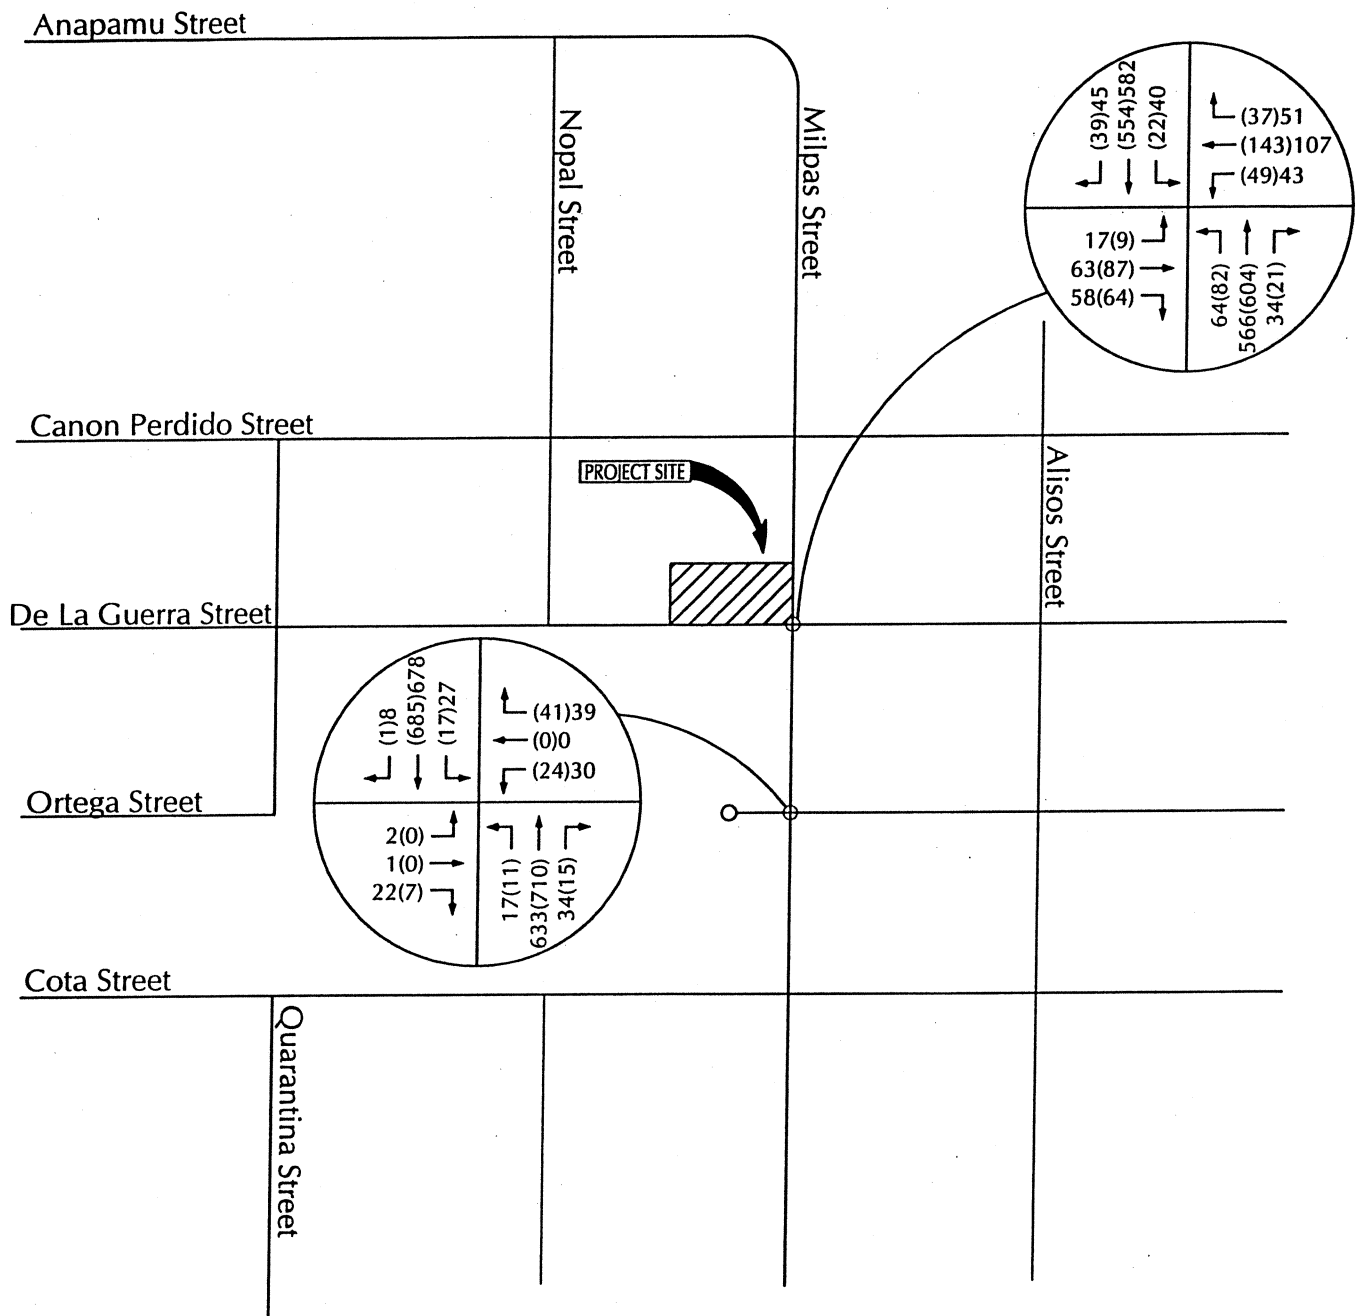 Anapamu Street
Nopal Street
Milpas Street
(39)45
(554)582
(22)40
(37)51
(143)107
(49)43
17(9)
63(87)
58(64)
64(82)
566(604)
34(21)
Canon Perdido Street
PROJECT SITE
Alisos Street
De La Guerra Street
(1)8
(685)678
(17)27
(41)39
(0)0
(24)30
Ortega Street
2(0)
1(0)
22(7)
17(11)
633(710)
34(15)
Cota Street
Quarantina Street